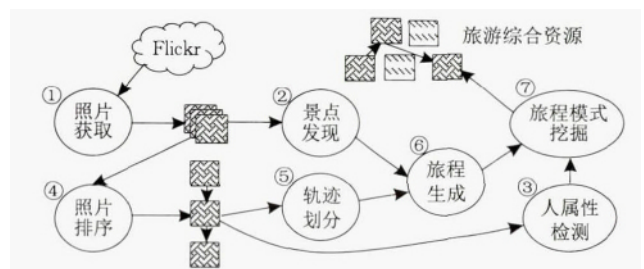 Flickr
旅游综合资源
①
照片
获取
②
景点
发现
⑦
旅程模式
挖掘
④
照片
排序
⑤
轨迹
划分
⑥
旅程
生成
③
人属性
检测